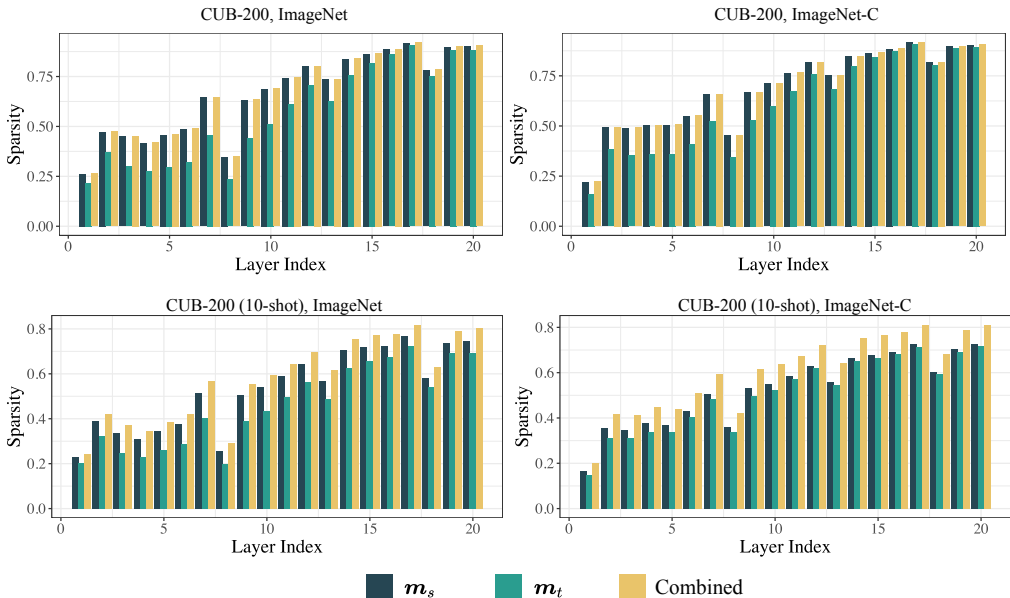 CUB-200, ImageNet
Sparsity
0.75
0.50
0.25
0.00
0 5 10 15 20
Layer Index
CUB-200, ImageNet-C
Sparsity
0.75
0.50
0.25
0.00
0 5 10 15 20
Layer Index
CUB-200 (10-shot), ImageNet
Sparsity
0.8
0.6
0.4
0.2
0.0
0 5 10 15 20
Layer Index
CUB-200 (10-shot), ImageNet-C
Sparsity
0.8
0.6
0.4
0.2
0.0
0 5 10 15 20
Layer Index
m_s m_t Combined